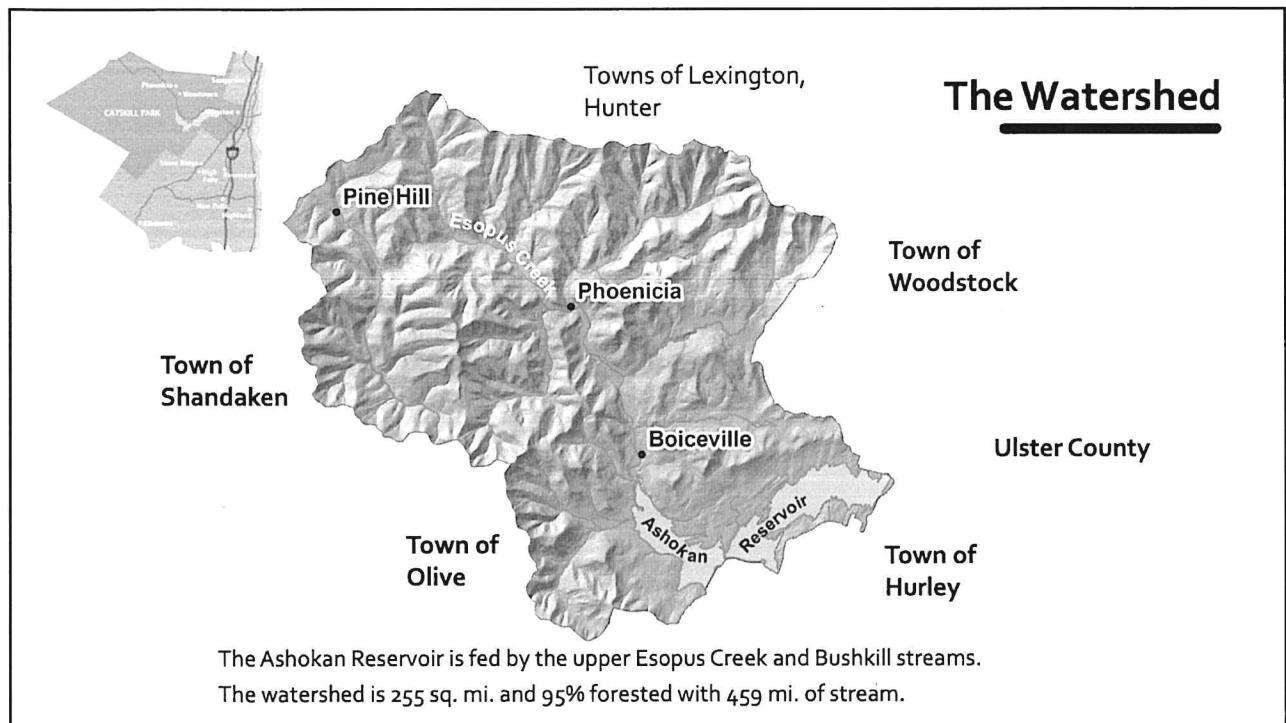 Phoenicia
Woodstock
CATSKILL PARK
Towns of Lexington,
Hunter
The Watershed
Pine Hill
Esopus Creek
Phoenicia
Town of
Woodstock
Town of
Shandaken
Boiceville
Ulster County
Ashokan
Reservoir
Town of
Olive
Town of
Hurley
The Ashokan Reservoir is fed by the upper Esopus Creek and Bushkill streams.
The watershed is 255 sq. mi. and 95% forested with 459 mi. of stream.